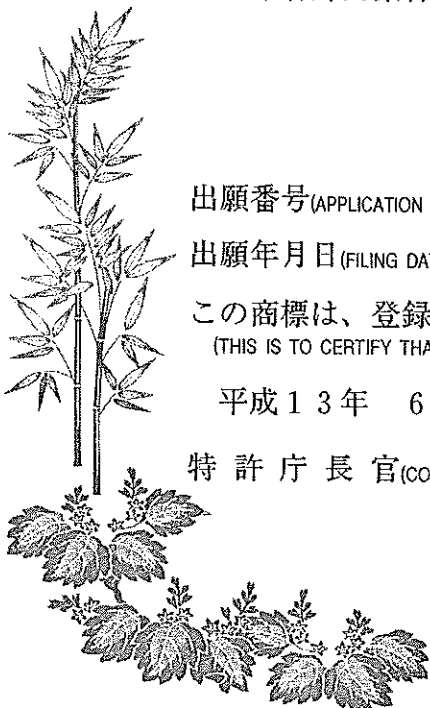 出願番号(APPLICATION
出願年月日(FILING DA
この商標は、登録
(THIS IS TO CERTIFY THA
平成13年 6
特許庁長官(CO